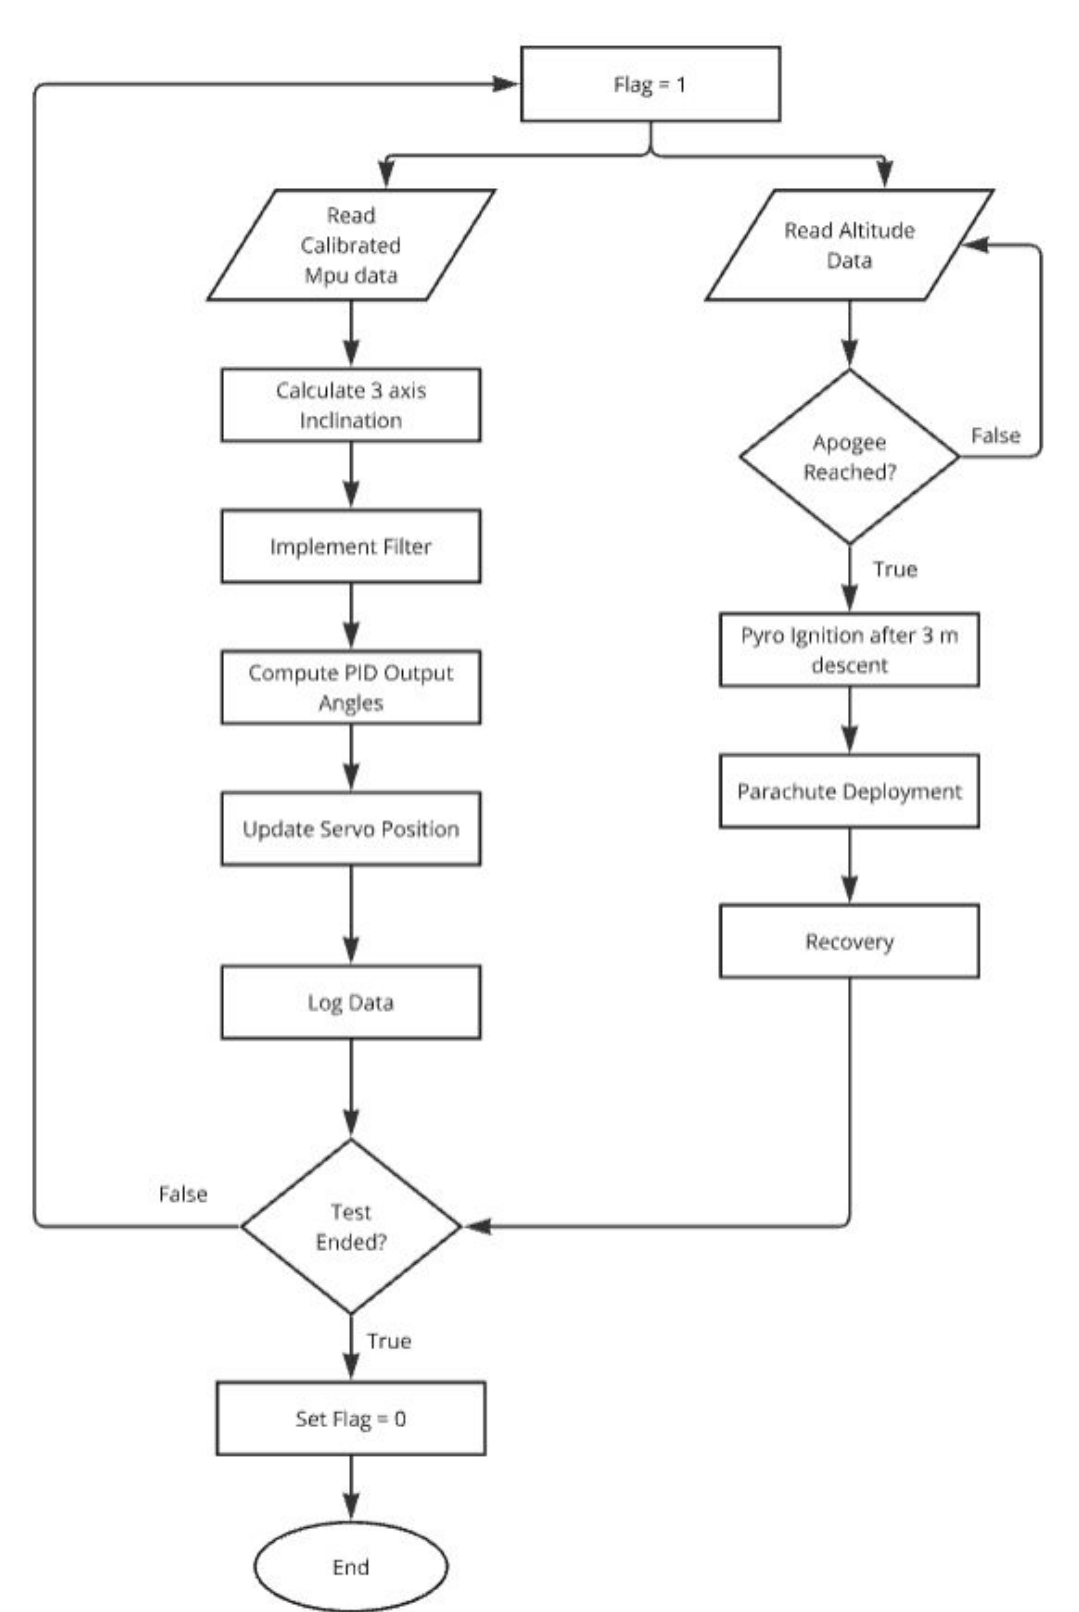 Flag = 1
Read
Calibrated
Mpu data
Calculate 3 axis
Inclination
Implement Filter
Compute PID Output
Angles
Update Servo Position
Log Data
Read Altitude
Data
Apogee
Reached?
False
True
Pyro Ignition after 3 m
descent
Parachute Deployment
Recovery
False
Test
Ended?
True
Set Flag = 0
End